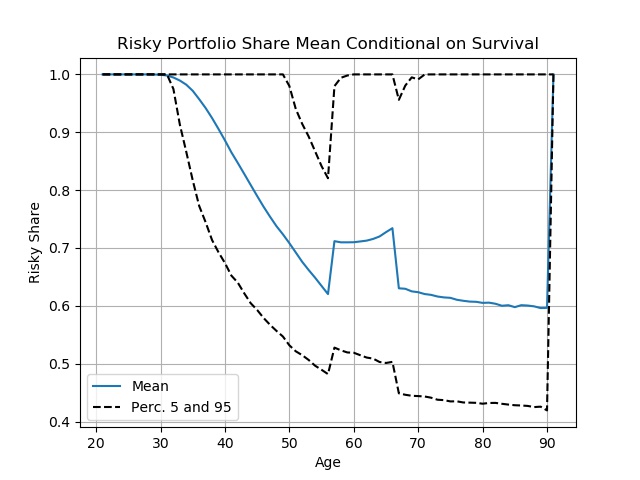 Risky Portfolio Share Mean Conditional on Survival
1.0
0.9
0.8
0.7
0.6
0.5
0.4
Risky Share
Mean
Perc. 5 and 95
20 30 40 50 60 70 80 90
Age